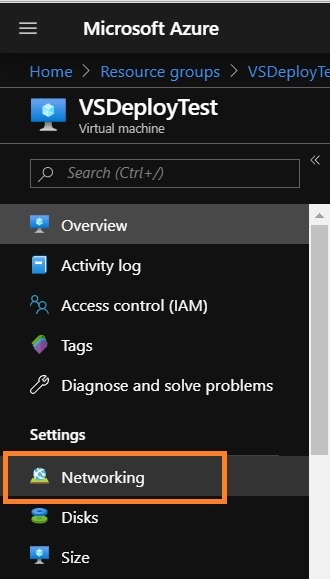 Microsoft Azure
Home > Resource groups > VSDeployTe
VSDeployTest
Virtual machine
«
Search (Ctrl+/)
Overview
Activity log
Access control (IAM)
Tags
Diagnose and solve problems
Settings
Networking
Disks
Size